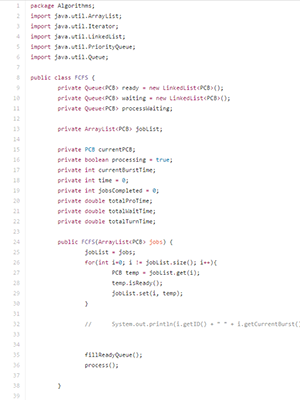 1 package Algorithms;
2 import java.util.ArrayList;
3 import java.util.Iterator;
4 import java.util.LinkedList;
5 import java.util.PriorityQueue;
6 import java.util.Queue;
7
8 public class FCFS {
9 private Queue<PCB> ready = new LinkedList<PCB>();
10 private Queue<PCB> waiting = new LinkedList<PCB>();
11 private Queue<PCB> processWaiting;
12
13 private ArrayList<PCB> jobList;
14
15 private PCB currentPCB;
16 private boolean processing = true;
17 private int currentBurstTime;
18 private int time = 0;
19 private int jobsCompleted = 0;
20 private double totalProTime;
21 private double totalWaitTime;
22 private double totalTurnTime;
23
24 public FCFS(ArrayList<PCB> jobs) {
25 jobList = jobs;
26 for(int i=0; i != jobList.size(); i++){
27 PCB temp = jobList.get(i);
28 temp.isReady();
29 jobList.set(i, temp);
30 }
31
32 // System.out.println(i.getID() + " " + i.getCurrentBurst()
33
34
35 fillReadyQueue();
36 process();
37
38 }
39